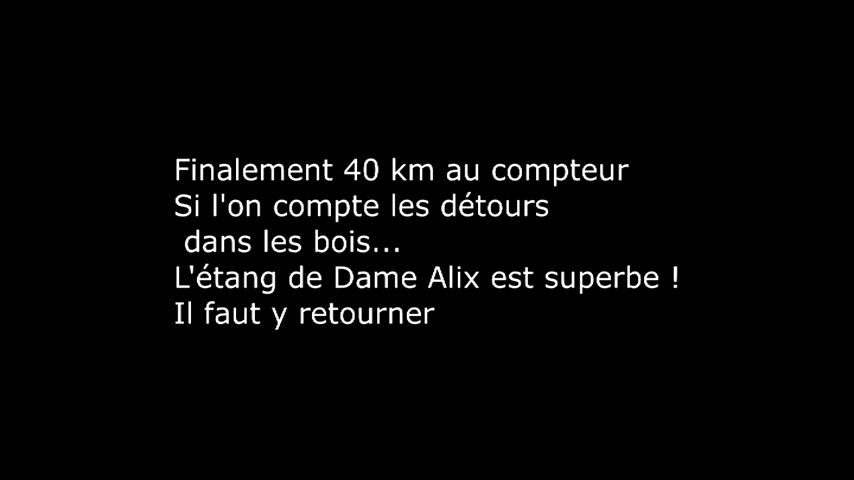 Finalement 40 km au compteur
Si l'on compte les détours
dans les bois...
L'étang de Dame Alix est superbe !
Il faut y retourner